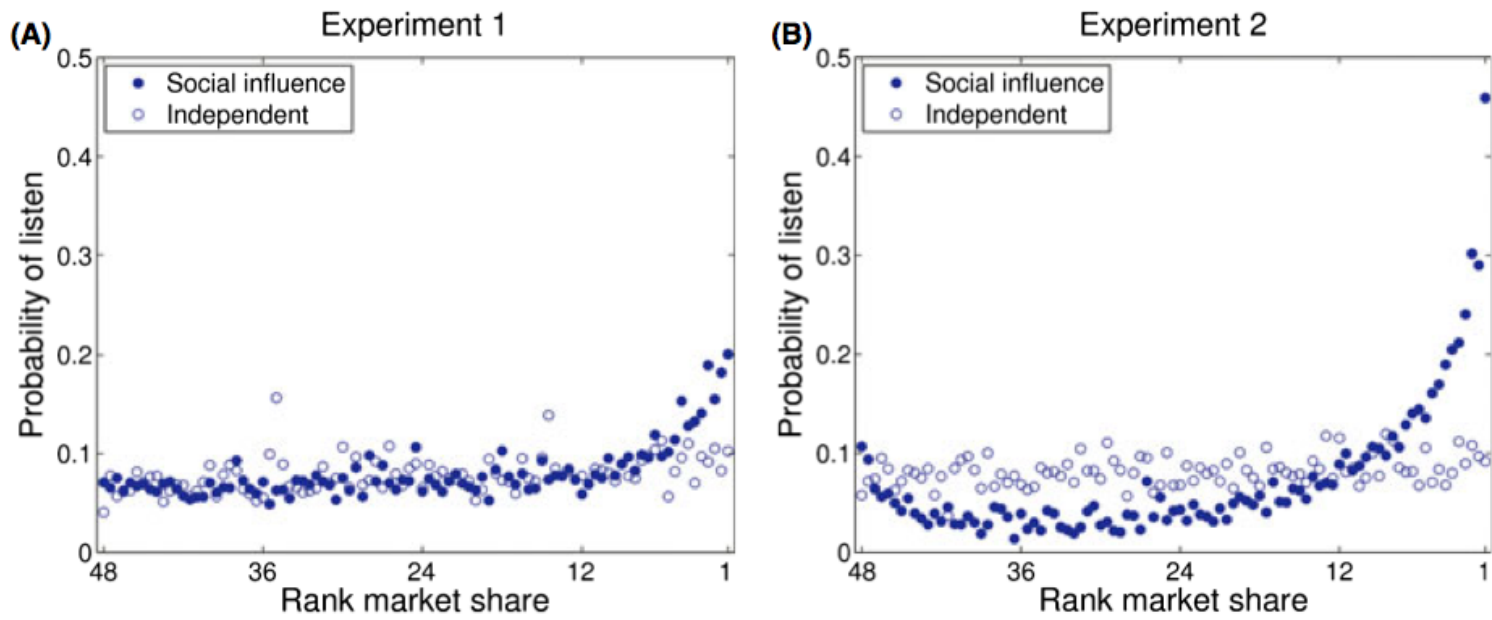 (A)
Experiment 1
Social influence
Independent
Probability of listen
0.5
0.4
0.3
0.2
0.1
0
48 36 24 12 1
Rank market share
(B)
Experiment 2
Social influence
Independent
Probability of listen
0.5
0.4
0.3
0.2
0.1
0
48 36 24 12 1
Rank market share